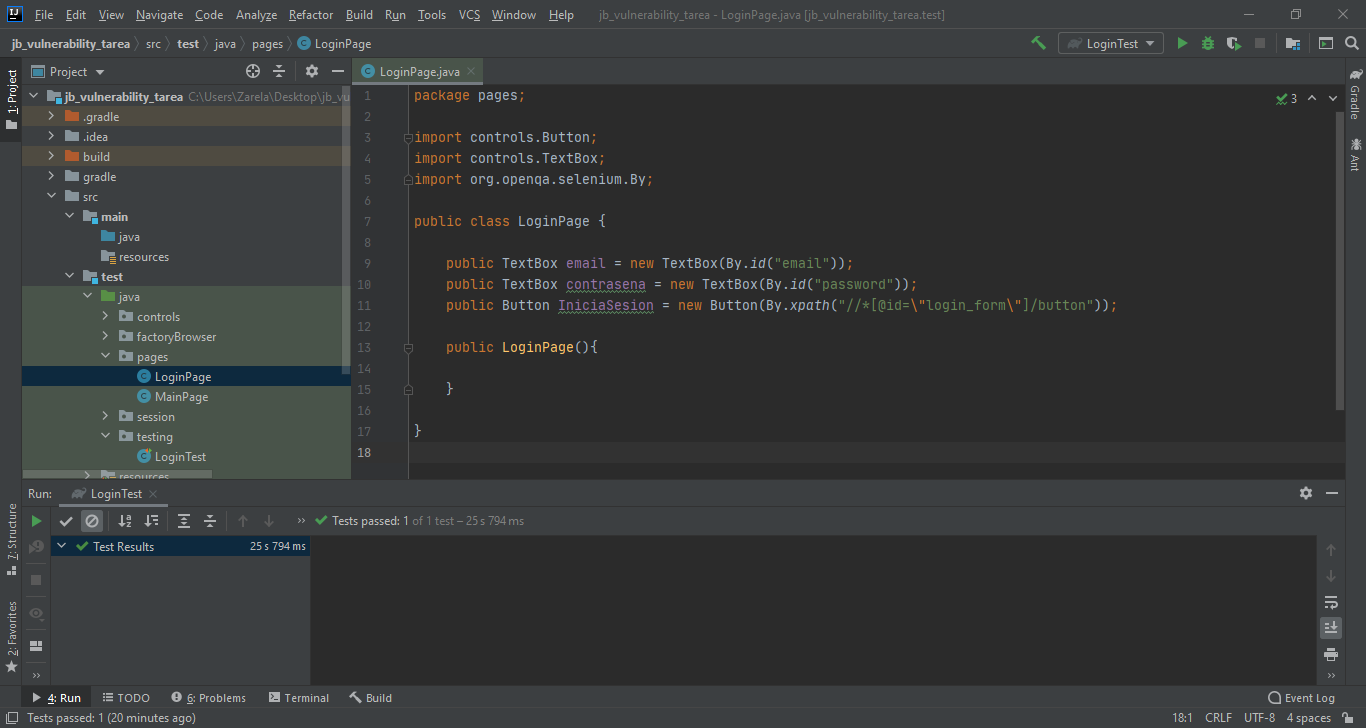 File Edit View Navigate Code Analyze Refactor Build Run Tools VCS Window Help jb_vulnerability_tarea - LoginPage.java [jb_vulnerability_tarea.test]
jb_vulnerability_tarea src test java pages LoginPage LoginTest
1: Project
Project
LoginPage.java
jb_vulnerability_tarea C:\Users\Zarela\Desktop\jb_vu
.gradle
.idea
build
gradle
src
main
java
resources
test
java
controls
factoryBrowser
pages
LoginPage
MainPage
session
testing
LoginTest
resources
3
1 package pages;
2
3 import controls.Button;
4 import controls.TextBox;
5 import org.openqa.selenium.By;
6
7 public class LoginPage {
8
9 public TextBox email = new TextBox(By.id("email"));
10 public TextBox contrasena = new TextBox(By.id("password"));
11 public Button IniciaSesion = new Button(By.xpath("//*[@id=\"login_form\"]/button"));
12
13 public LoginPage(){
14
15 }
16
17 }
18
Gradle
Ant
Run: LoginTest
Tests passed: 1 of 1 test – 25 s 794 ms
Test Results 25 s 794 ms
7: Structure
2: Favorites
4: Run TODO 6: Problems Terminal Build Event Log
Tests passed: 1 (20 minutes ago) 18:1 CRLF UTF-8 4 spaces